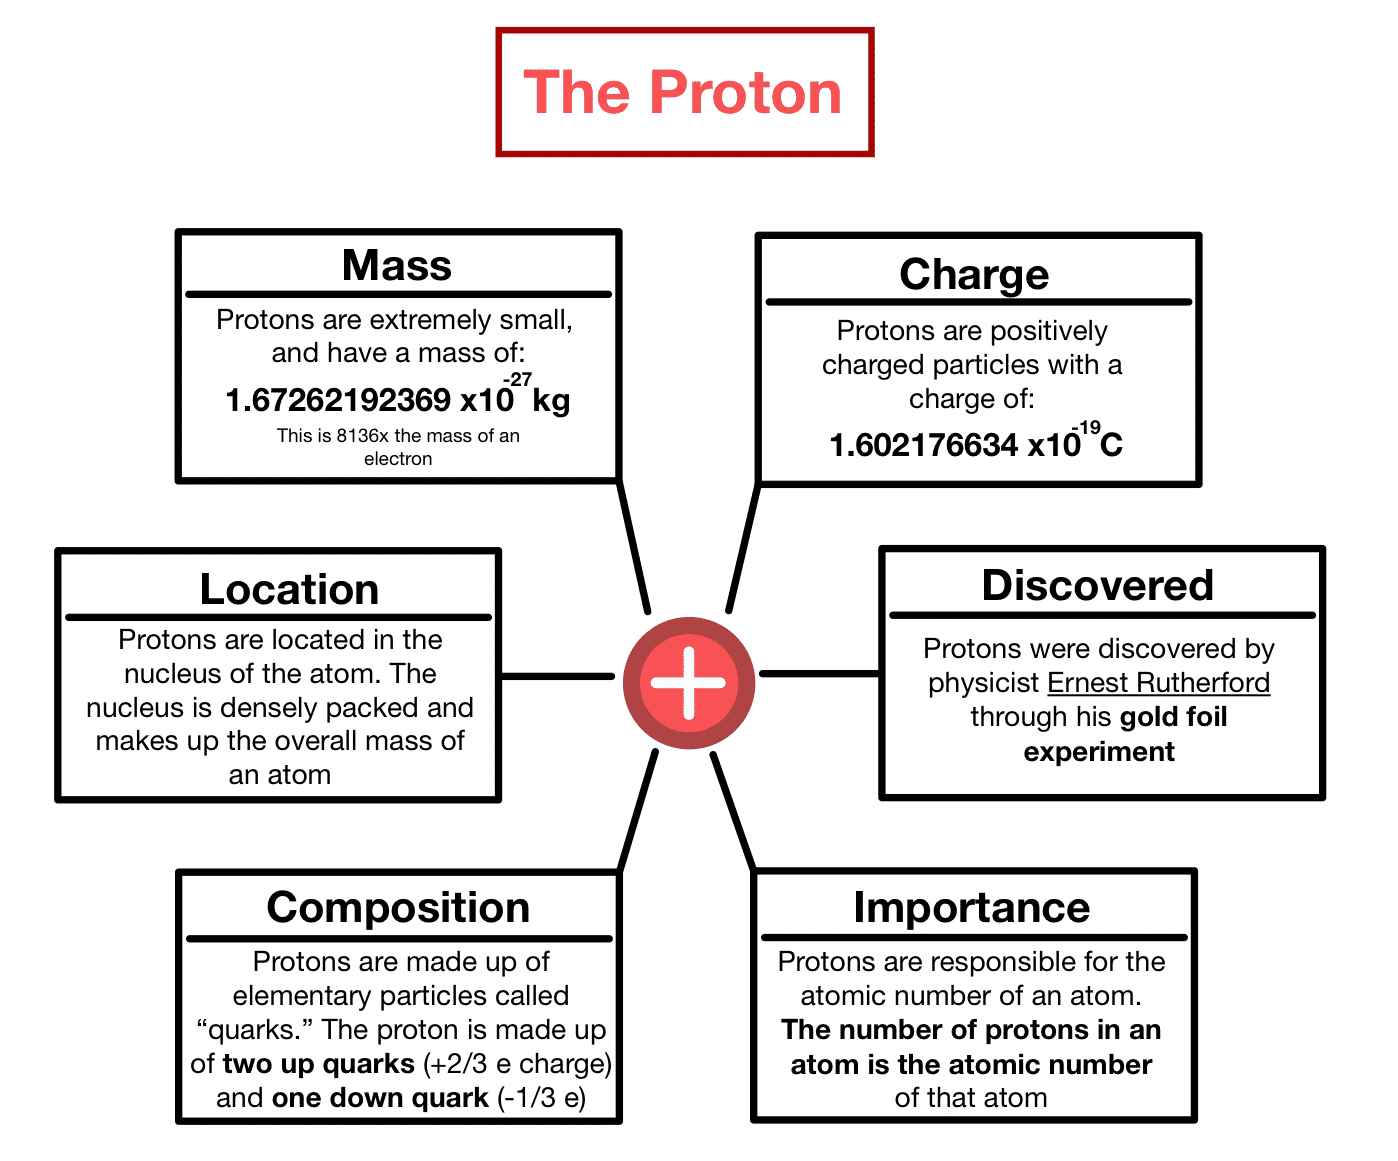 The Proton
Mass
Protons are extremely small,
and have a mass of:
1.67262192369 x10⁻²⁷kg
This is 8136x the mass of an
electron
Charge
Protons are positively
charged particles with a
charge of:
1.602176634 x10⁻¹⁹C
Location
Protons are located in the
nucleus of the atom. The
nucleus is densely packed and
makes up the overall mass of
an atom
Discovered
Protons were discovered by
physicist Ernest Rutherford
through his gold foil
experiment
Composition
Protons are made up of
elementary particles called
“quarks.” The proton is made up
of two up quarks (+2/3 e charge)
and one down quark (-1/3 e)
Importance
Protons are responsible for the
atomic number of an atom.
The number of protons in an
atom is the atomic number
of that atom